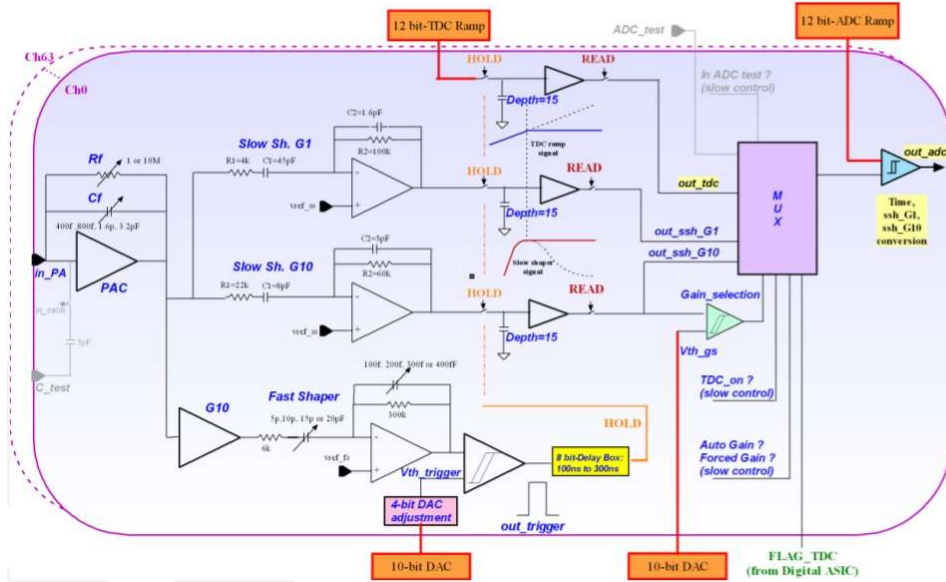 12 bit-TDC Ramp
12 bit-ADC Ramp
ADC_test
Ch63
Ch0
HOLD
READ
In ADC test ?
(slow control)
Depth=15
C2=1.6pF
Slow Sh. G1
R2=100k
TDC ramp
signal
out_adc
Rf
1 or 10M
R1=4k
C1=45pF
HOLD
READ
out_tdc
M
U
X
Time,
ssh_G1,
ssh_G10
conversion
Cf
vref_ss
400f, 800f, 1.6p, 3.2pF
Depth=15
out_ssh_G1
in_PA
PAC
Slow Sh. G10
C2=3pF
Slow shaper
signal
out_ssh_G10
R2=60k
HOLD
READ
R1=22k
C1=6pF
Gain_selection
in_calib
3pF
vref_ss
Depth=15
Vth_gs
C_test
100f, 200f, 300f or 400fF
TDC_on ?
(slow control)
Fast Shaper
G10
5p, 10p, 15p or 20pF
300k
HOLD
6k
Auto Gain ?
Forced Gain ?
(slow control)
vref_fs
Vth_trigger
8 bit-Delay Box:
100ns to 300ns
4-bit DAC
adjustment
out_trigger
10-bit DAC
10-bit DAC
FLAG_TDC
(from Digital ASIC)